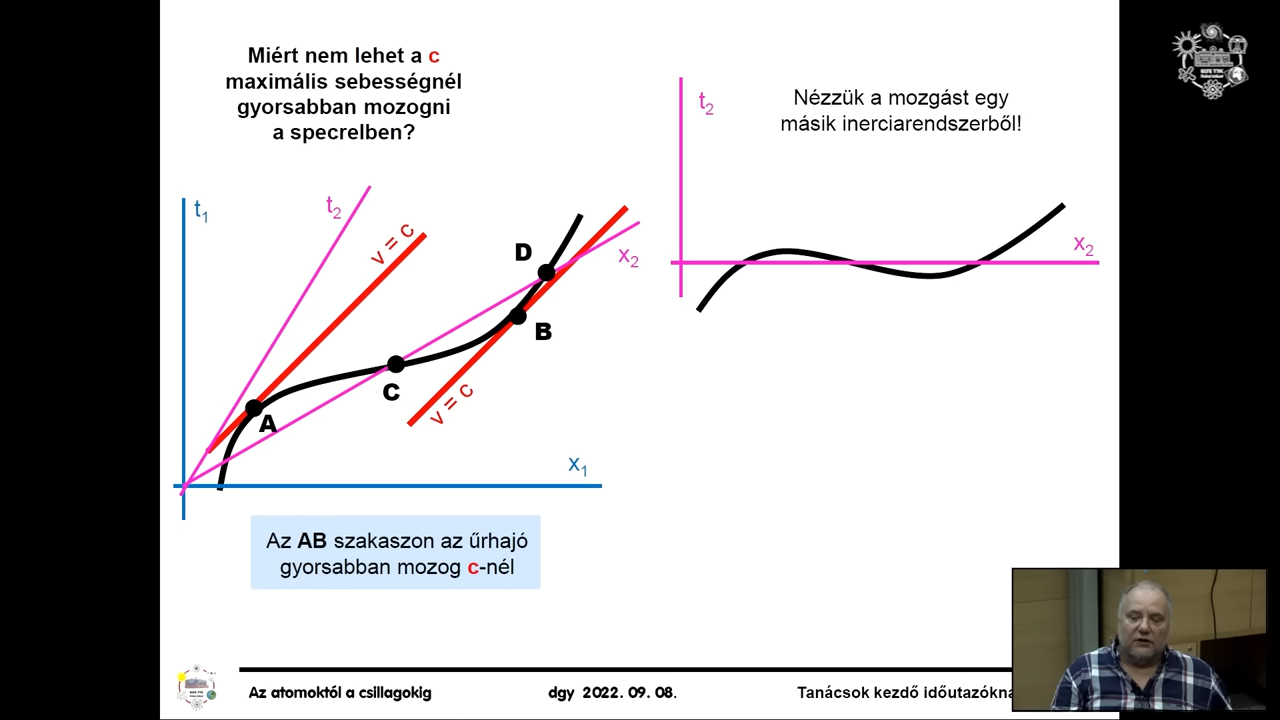 Miért nem lehet a c
maximális sebességnél
gyorsabban mozogni
a specrelben?
t2
Nézzük a mozgást egy
másik inerciarendszerből!
t1
t2
v = c
D
x2
x2
B
C
A
v = c
x1
Az AB szakaszon az űrhajó
gyorsabban mozog c-nél
Az atomoktól a csillagokig
dgy 2022. 09. 08.
Tanácsok kezdő